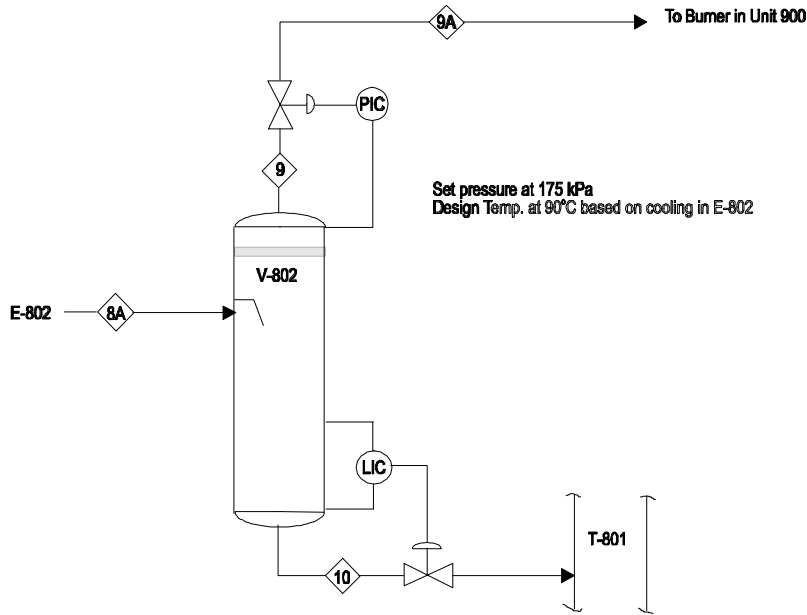 9A
To Burner in Unit 900
PIC
9
Set pressure at 175 kPa
Design Temp. at 90°C based on cooling in E-802
V-802
E-802
8A
LIC
T-801
10